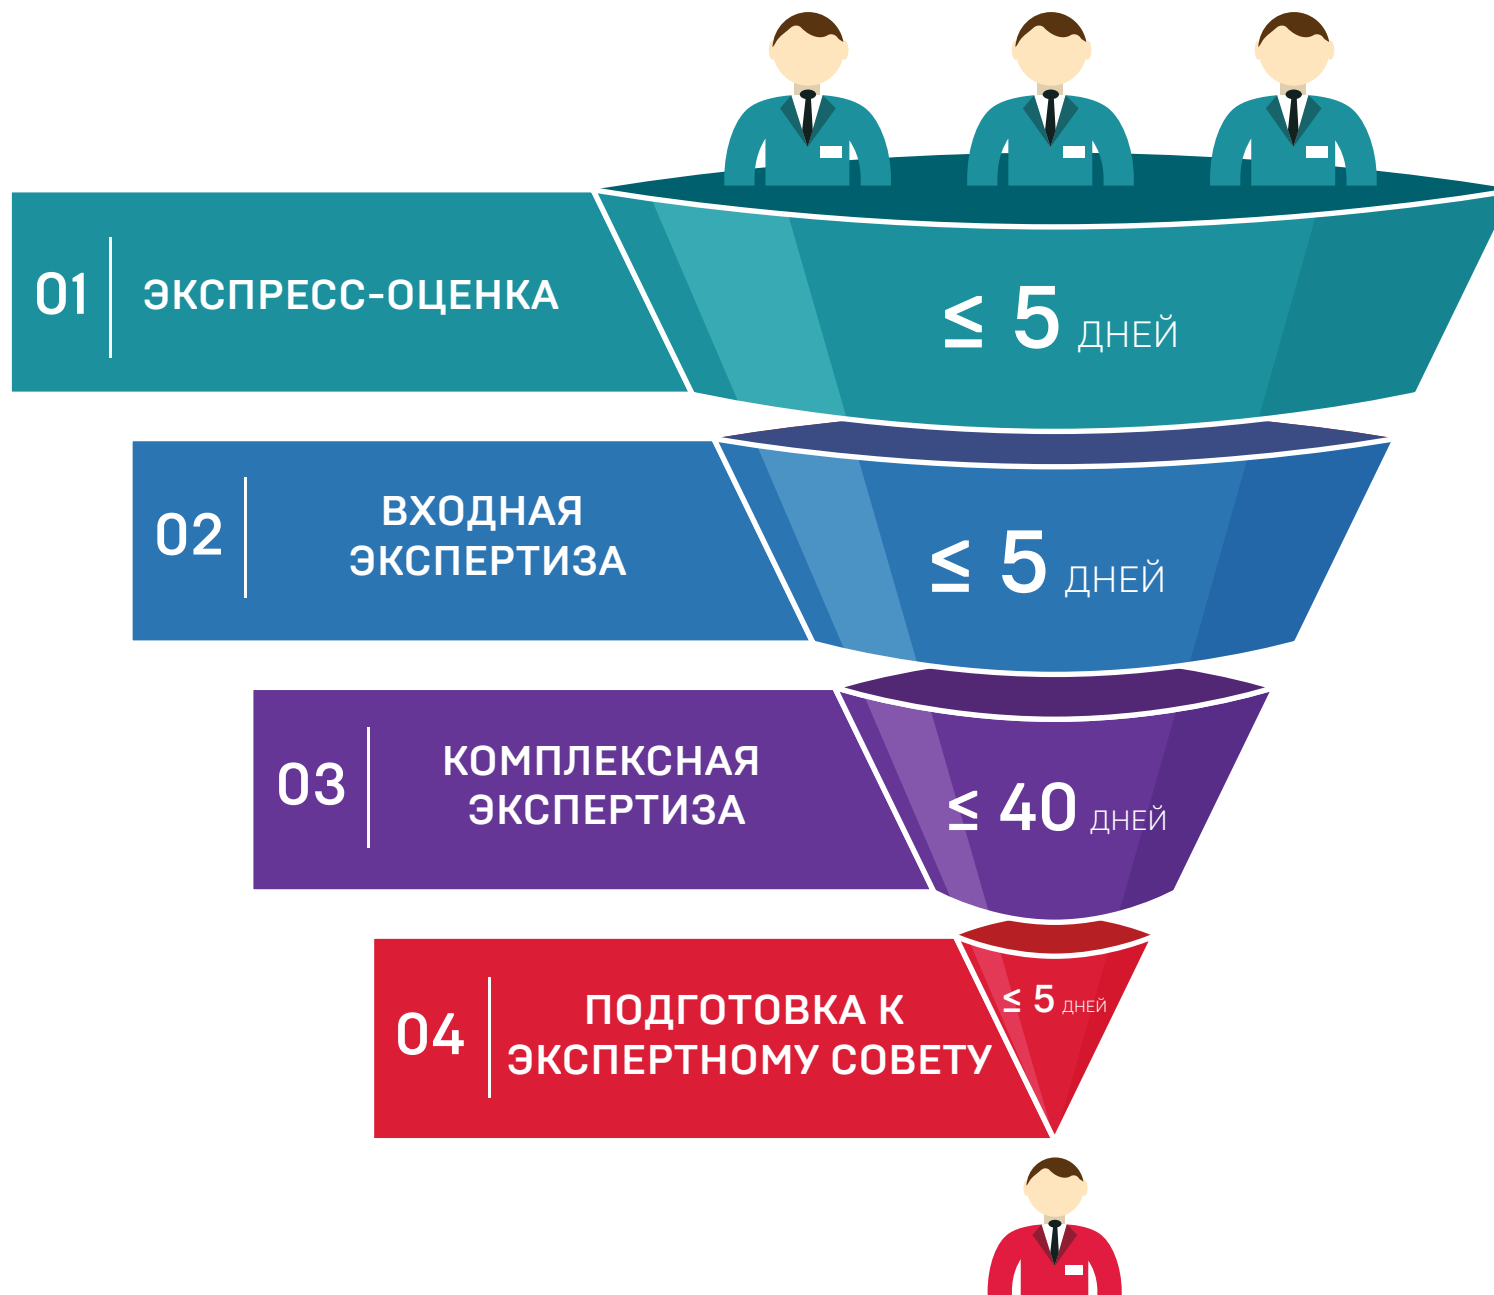 01 ЭКСПРЕСС-ОЦЕНКА
≤ 5 ДНЕЙ
02 ВХОДНАЯ
ЭКСПЕРТИЗА
≤ 5 ДНЕЙ
03 КОМПЛЕКСНАЯ
ЭКСПЕРТИЗА
≤ 40 ДНЕЙ
04 ПОДГОТОВКА К
ЭКСПЕРТНОМУ СОВЕТУ
≤ 5 ДНЕЙ